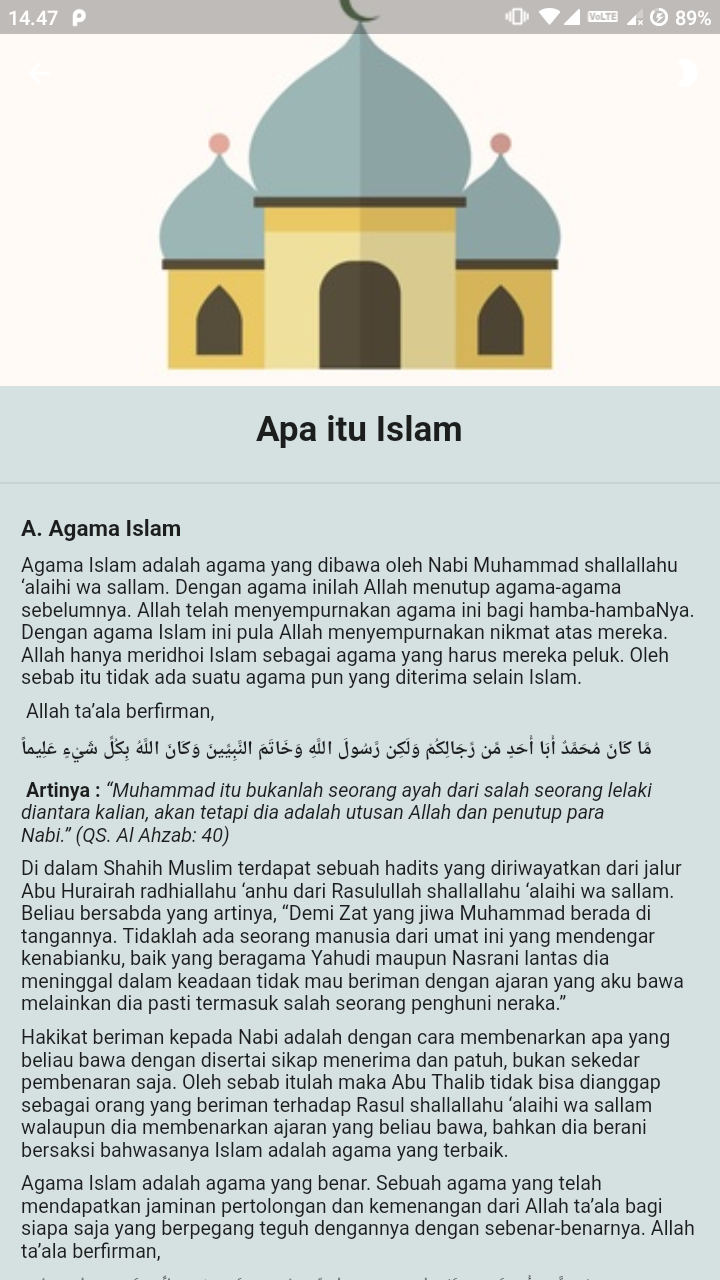 14.47
VoLTE
89%
Apa itu Islam
A. Agama Islam
Agama Islam adalah agama yang dibawa oleh Nabi Muhammad shallallahu
‘alaihi wa sallam. Dengan agama inilah Allah menutup agama-agama
sebelumnya. Allah telah menyempurnakan agama ini bagi hamba-hambaNya.
Dengan agama Islam ini pula Allah menyempurnakan nikmat atas mereka.
Allah hanya meridhoi Islam sebagai agama yang harus mereka peluk. Oleh
sebab itu tidak ada suatu agama pun yang diterima selain Islam.
Allah ta’ala berfirman,
مَّا كَانَ مُحَمَّدٌ أَبَا أَحَدٍ مِّن رِّجَالِكُمْ وَلَكِن رَّسُولَ اللَّهِ وَخَاتَمَ النَّبِيِّينَ وَكَانَ اللَّهُ بِكُلِّ شَيْءٍ عَلِيماً
Artinya : “Muhammad itu bukanlah seorang ayah dari salah seorang lelaki
diantara kalian, akan tetapi dia adalah utusan Allah dan penutup para
Nabi.” (QS. Al Ahzab: 40)
Di dalam Shahih Muslim terdapat sebuah hadits yang diriwayatkan dari jalur
Abu Hurairah radhiallahu ‘anhu dari Rasulullah shallallahu ‘alaihi wa sallam.
Beliau bersabda yang artinya, “Demi Zat yang jiwa Muhammad berada di
tangannya. Tidaklah ada seorang manusia dari umat ini yang mendengar
kenabianku, baik yang beragama Yahudi maupun Nasrani lantas dia
meninggal dalam keadaan tidak mau beriman dengan ajaran yang aku bawa
melainkan dia pasti termasuk salah seorang penghuni neraka.”
Hakikat beriman kepada Nabi adalah dengan cara membenarkan apa yang
beliau bawa dengan disertai sikap menerima dan patuh, bukan sekedar
pembenaran saja. Oleh sebab itulah maka Abu Thalib tidak bisa dianggap
sebagai orang yang beriman terhadap Rasul shallallahu ‘alaihi wa sallam
walaupun dia membenarkan ajaran yang beliau bawa, bahkan dia berani
bersaksi bahwasanya Islam adalah agama yang terbaik.
Agama Islam adalah agama yang benar. Sebuah agama yang telah
mendapatkan jaminan pertolongan dan kemenangan dari Allah ta’ala bagi
siapa saja yang berpegang teguh dengannya dengan sebenar-benarnya. Allah
ta’ala berfirman,